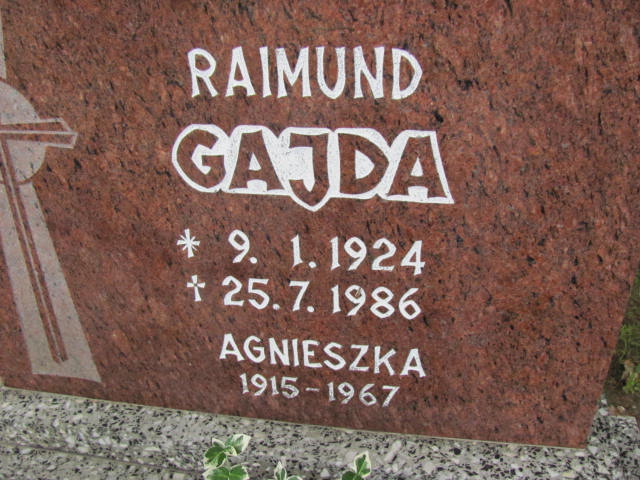 RAIMUND
GAJDA
* 9. 1. 1924
† 25. 7. 1986
AGNIESZKA
1915 - 1967